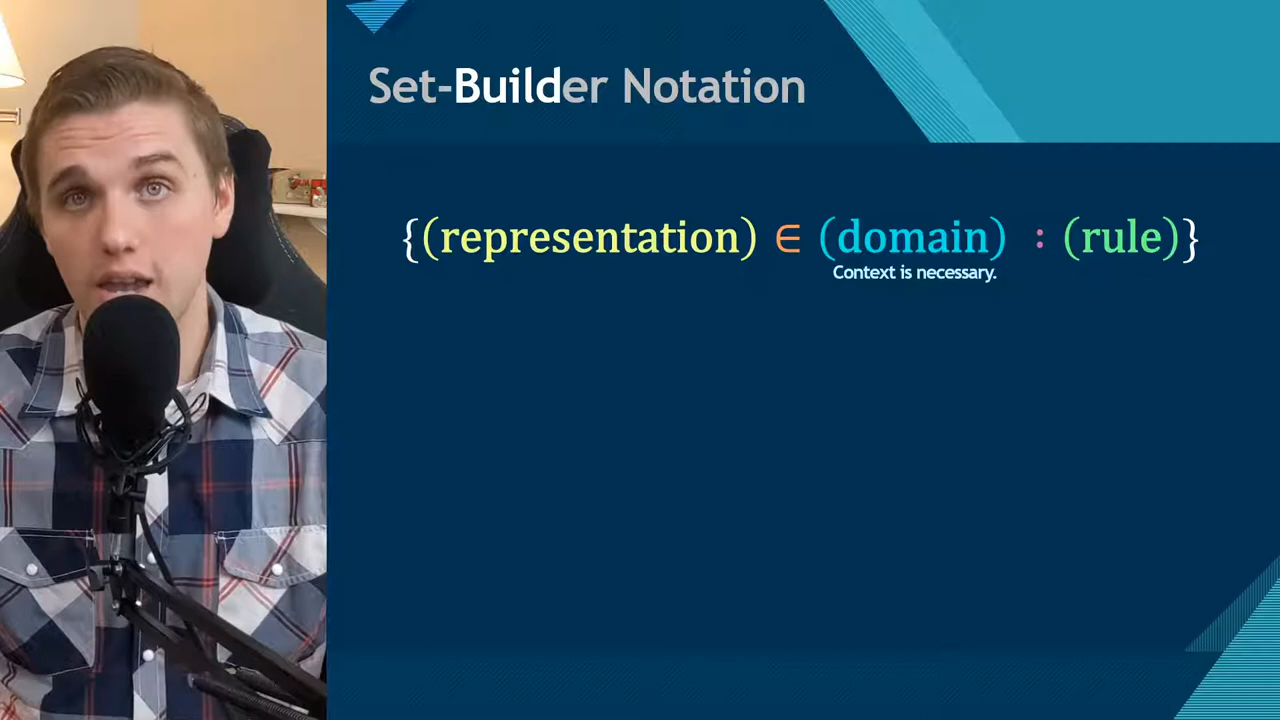 Set-Builder Notation
{(representation) ∈ (domain) : (rule)}
Context is necessary.